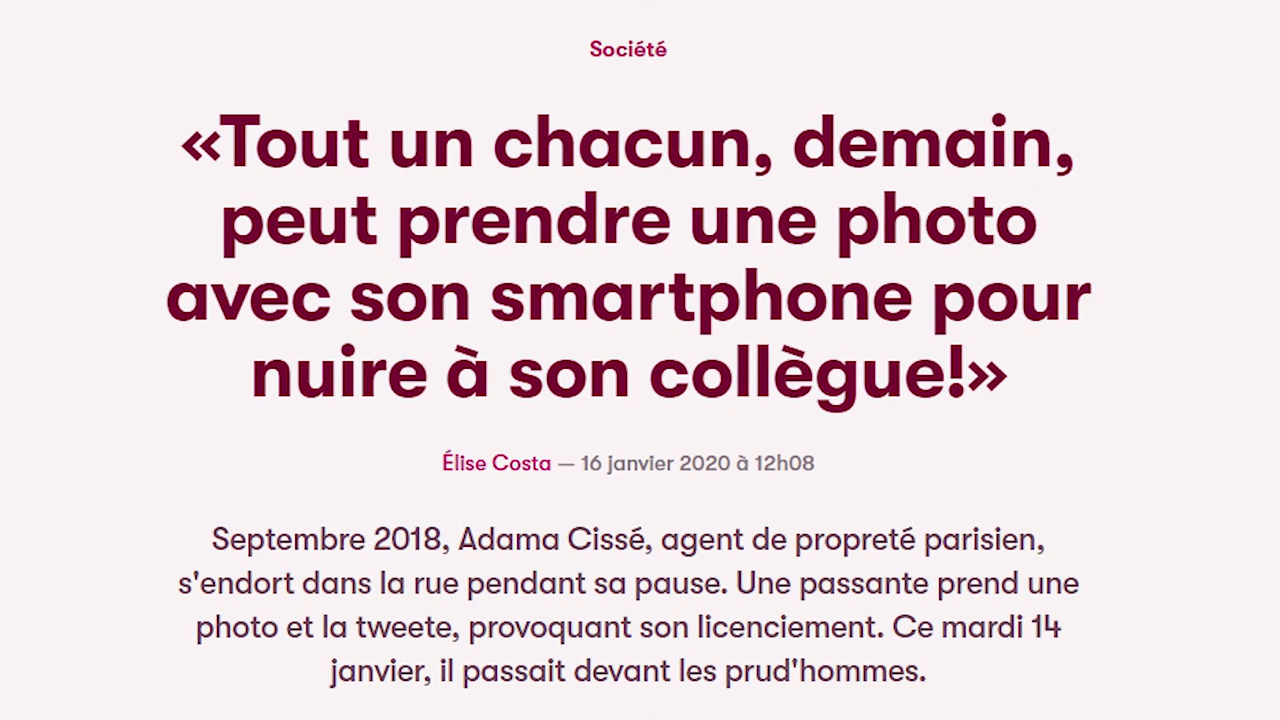 Société
«Tout un chacun, demain,
peut prendre une photo
avec son smartphone pour
nuire à son collègue!»
Élise Costa — 16 janvier 2020 à 12h08
Septembre 2018, Adama Cissé, agent de propreté parisien,
s'endort dans la rue pendant sa pause. Une passante prend une
photo et la tweete, provoquant son licenciement. Ce mardi 14
janvier, il passait devant les prud'hommes.